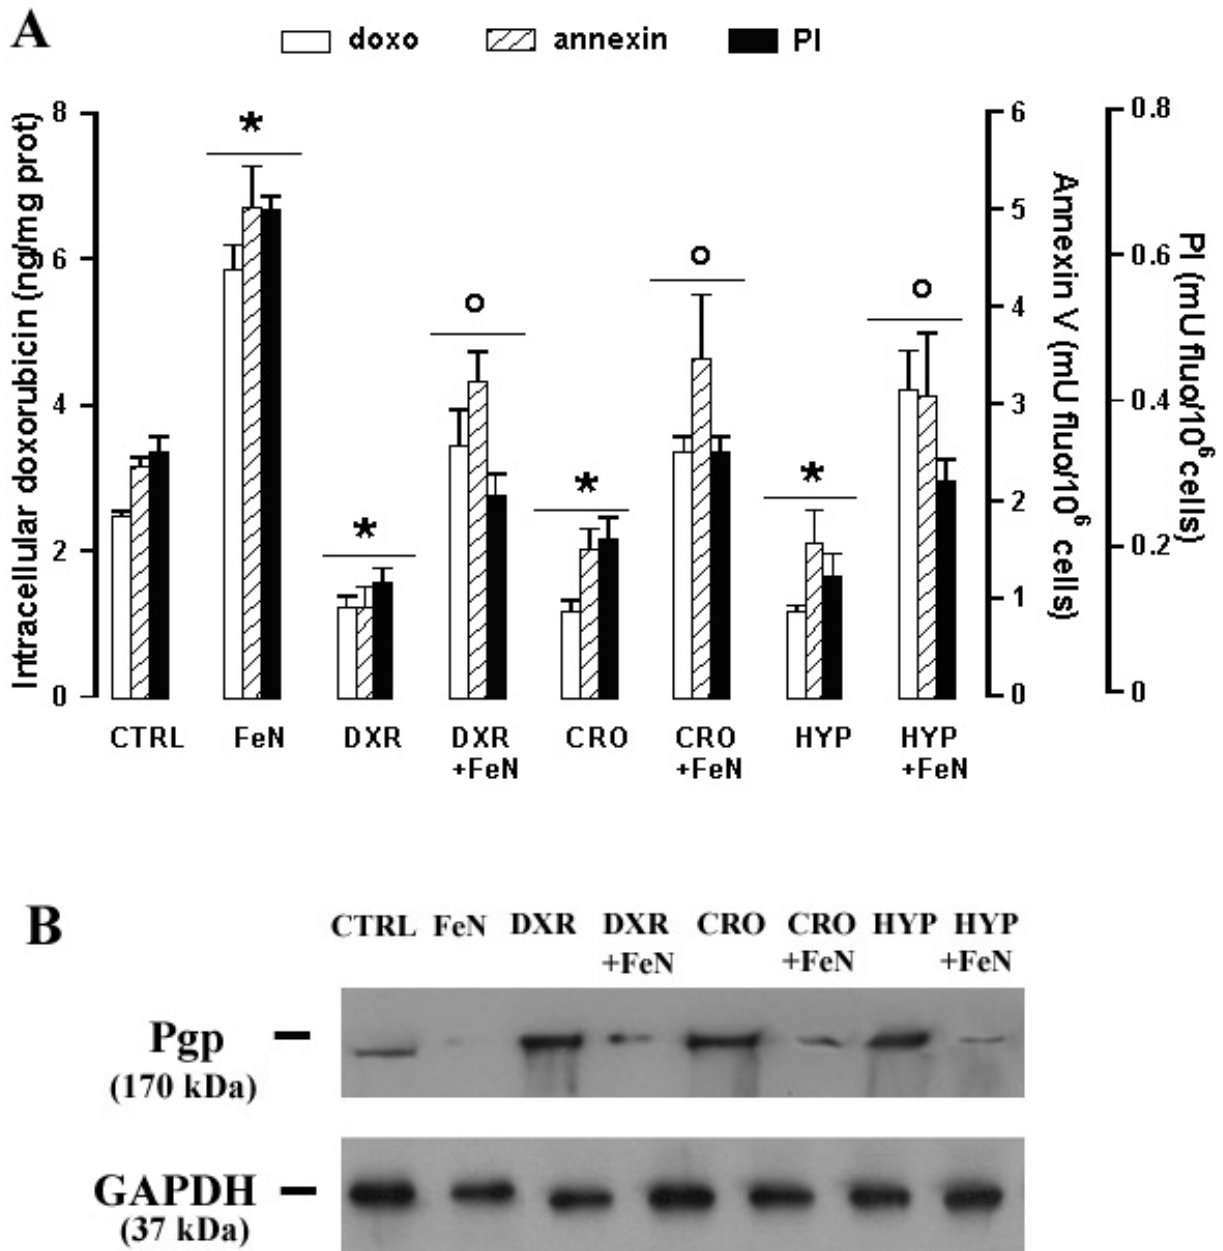 A
doxo annexin PI
Intracellular doxorubicin (ng/mg prot)
8
6
4
2
0
* * o * o * o
6
5
4
3
2
1
0
Annexin V (mU fluo/10⁶ cells)
0.8
0.6
0.4
0.2
0
PI (mU fluo/10⁶ cells)
CTRL FeN DXR DXR CRO CRO HYP HYP
+FeN +FeN +FeN
B
CTRL FeN DXR DXR CRO CRO HYP HYP
+FeN +FeN +FeN
Pgp
(170 kDa)
GAPDH
(37 kDa)